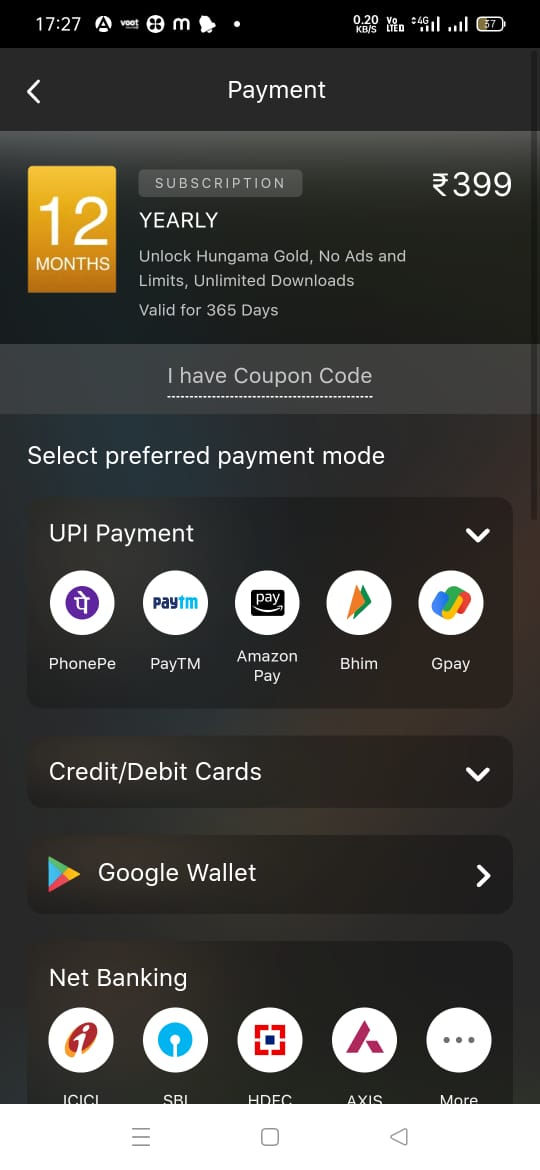 17:27
voot
m
0.20
KB/S
Vo
LTED
4G
37
Payment
12
MONTHS
SUBSCRIPTION
₹399
YEARLY
Unlock Hungama Gold, No Ads and
Limits, Unlimited Downloads
Valid for 365 Days
I have Coupon Code
Select preferred payment mode
UPI Payment
पे
paytm
pay
PhonePe
PayTM
Amazon
Pay
Bhim
Gpay
Credit/Debit Cards
Google Wallet
Net Banking
ICICI
SBI
HDFC
AXIS
More